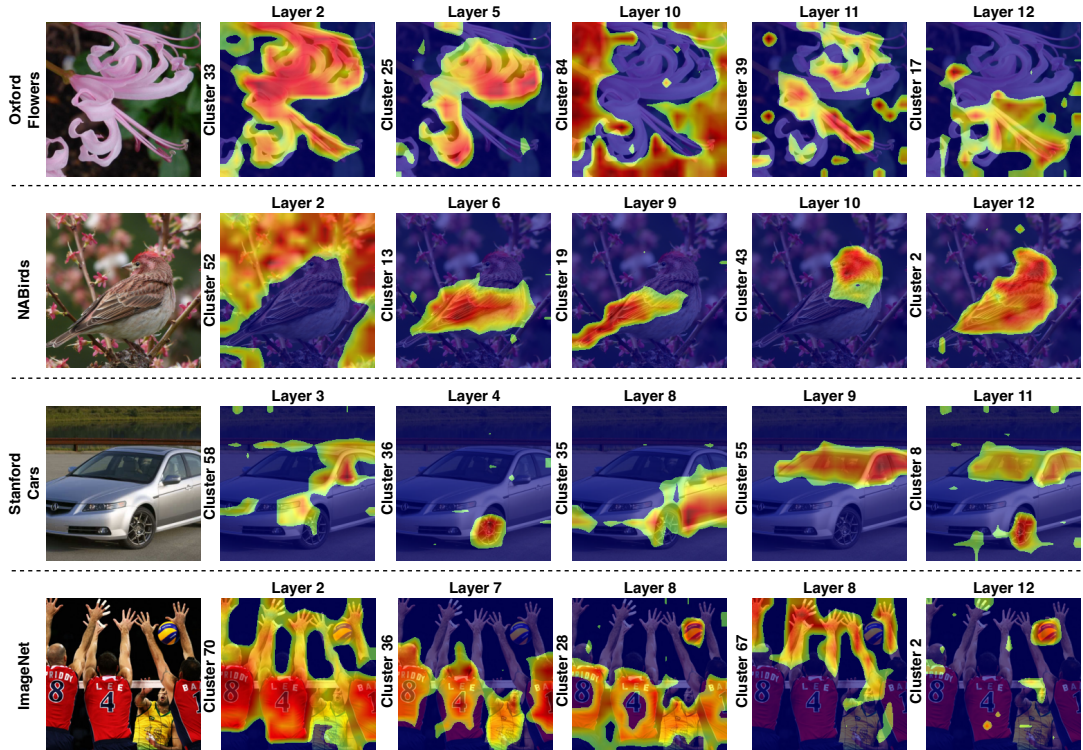 Layer 2 Layer 5 Layer 10 Layer 11 Layer 12
Oxford
Flowers
Cluster 33
Cluster 25
Cluster 84
Cluster 39
Cluster 17
Layer 2 Layer 6 Layer 9 Layer 10 Layer 12
NABirds
Cluster 52
Cluster 13
Cluster 19
Cluster 43
Cluster 2
Layer 3 Layer 4 Layer 8 Layer 9 Layer 11
Stanford
Cars
Cluster 58
Cluster 36
Cluster 35
Cluster 55
Cluster 8
Layer 2 Layer 7 Layer 8 Layer 8 Layer 12
ImageNet
Cluster 70
Cluster 36
Cluster 28
Cluster 67
Cluster 2
LEE
8
4